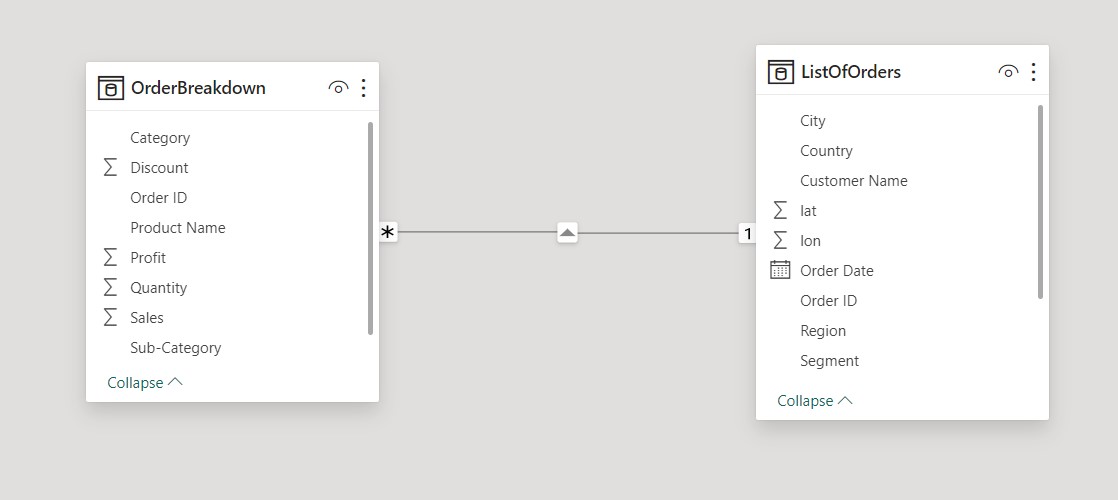 OrderBreakdown
Category
Discount
Order ID
Product Name
Profit
Quantity
Sales
Sub-Category
Collapse
*
1
ListOfOrders
City
Country
Customer Name
lat
lon
Order Date
Order ID
Region
Segment
Collapse